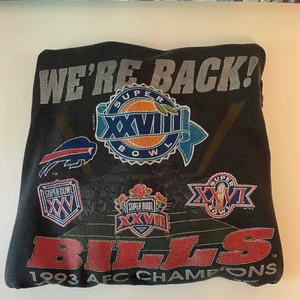 WE'RE BACK!
SUPER
XXVIII
BOWL
SUPER BOWL
XXV
SUPER BOWL
XXVII
SUPER
XXVI
BOWL
BILLS
1993 AFC CHAMPIONS